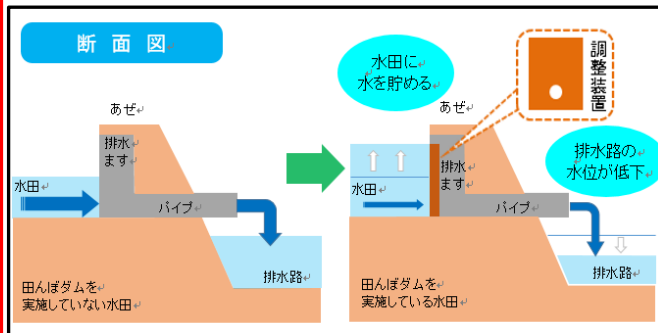 断面図
あぜ
排水
ます
水田
パイプ
排水路
田んぼダムを
実施していない水田
水田に
水を貯める
調整装置
あぜ
排水
ます
水田
パイプ
排水路の
水位が低下
排水路
田んぼダムを
実施している水田